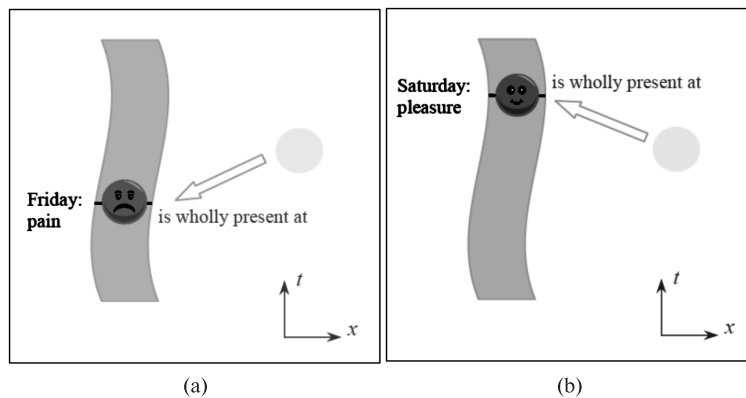 Friday:
pain
is wholly present at
t
x
(a)
Saturday:
pleasure
is wholly present at
t
x
(b)